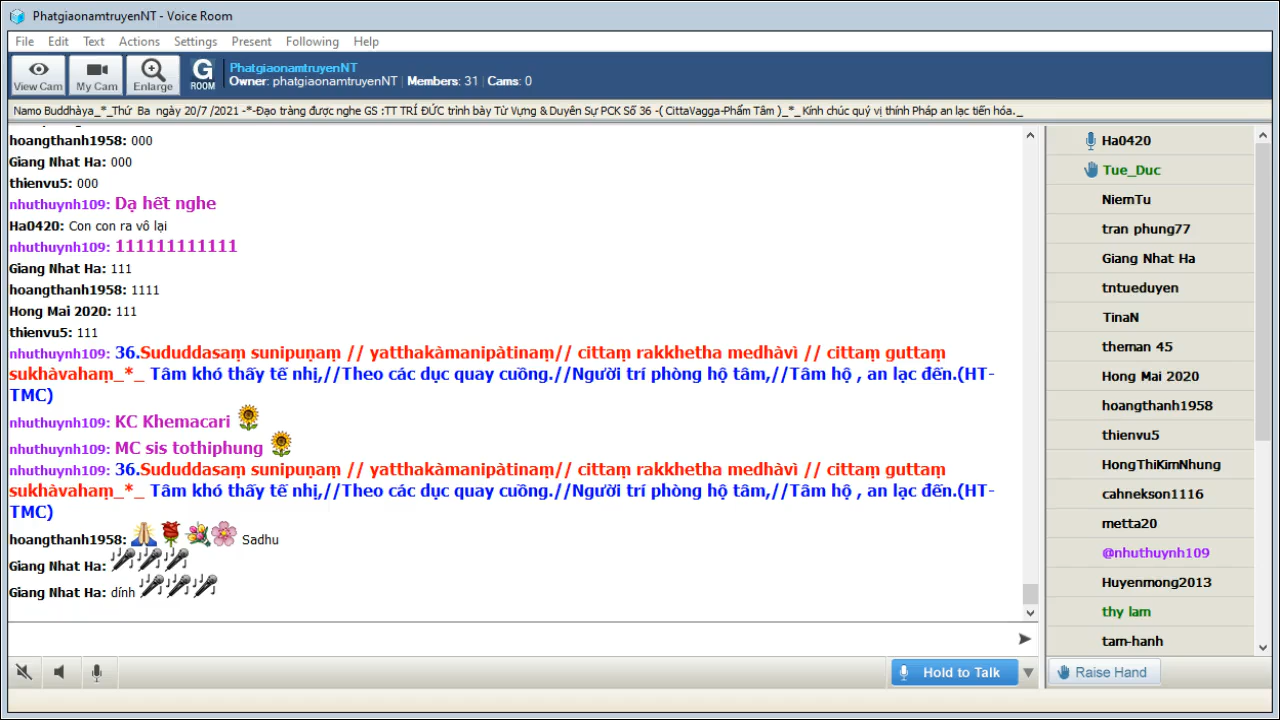 PhatgiaonamtruyenNT - Voice Room
File Edit Text Actions Settings Present Following Help
View Cam
My Cam
Enlarge
G
ROOM
PhatgiaonamtruyenNT
Owner: phatgiaonamtruyenNT | Members: 31 | Cams: 0
Namo Buddhàya_*_Thứ Ba ngày 20/7 /2021 -*-Đạo tràng được nghe GS :TT TRÍ ĐỨC trình bày Từ Vựng & Duyên Sự PCK Số 36 -( CittaVagga-Phẩm Tâm )_*_ Kính chúc quý vị thính Pháp an lạc tiến hóa._
hoangthanh1958: 000
Giang Nhat Ha: 000
thienvu5: 000
nhuthuynh109: Dạ hết nghe
Ha0420: Con con ra vô lại
nhuthuynh109: 111111111111
Giang Nhat Ha: 111
hoangthanh1958: 1111
Hong Mai 2020: 111
thienvu5: 111
nhuthuynh109: 36.Sududdasaṃ sunipuṇaṃ // yatthakàmanipàtinaṃ// cittaṃ rakkhetha medhàvì // cittaṃ guttaṃ
sukhàvahaṃ_*_ Tâm khó thấy tế nhị,//Theo các dục quay cuồng.//Người trí phòng hộ tâm,//Tâm hộ , an lạc đến.(HT-
TMC)
nhuthuynh109: KC Khemacari
nhuthuynh109: MC sis tothiphung
nhuthuynh109: 36.Sududdasaṃ sunipuṇaṃ // yatthakàmanipàtinaṃ// cittaṃ rakkhetha medhàvì // cittaṃ guttaṃ
sukhàvahaṃ_*_ Tâm khó thấy tế nhị,//Theo các dục quay cuồng.//Người trí phòng hộ tâm,//Tâm hộ , an lạc đến.(HT-
TMC)
hoangthanh1958: Sadhu
Giang Nhat Ha:
Giang Nhat Ha: dính
Hold to Talk
Ha0420
Tue_Duc
NiemTu
tran phung77
Giang Nhat Ha
tntueduyen
TinaN
theman 45
Hong Mai 2020
hoangthanh1958
thienvu5
HongThiKimNhung
cahnekson1116
metta20
@nhuthuynh109
Huyenmong2013
thy lam
tam-hanh
Raise Hand